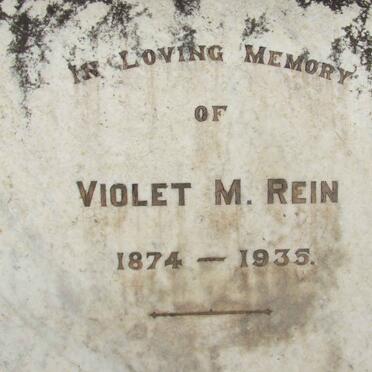 IN LOVING MEMORY
OF
VIOLET M. REIN
1874 — 1935.